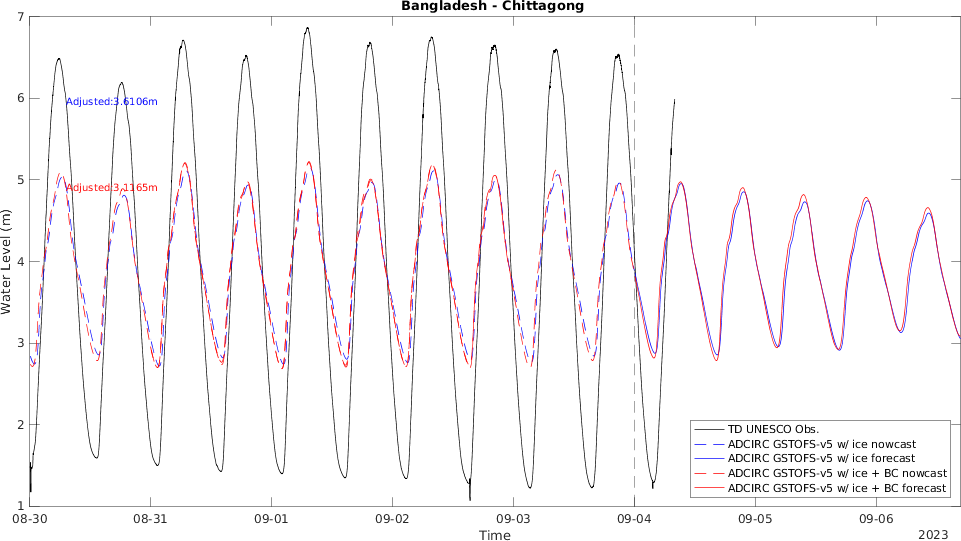 Bangladesh - Chittagong
7
6
5
4
3
2
1
Water Level (m)
Adjusted:3.6106m
Adjusted:3.1165m
TD UNESCO Obs.
ADCIRC GSTOFS-v5 w/ ice nowcast
ADCIRC GSTOFS-v5 w/ ice forecast
ADCIRC GSTOFS-v5 w/ ice + BC nowcast
ADCIRC GSTOFS-v5 w/ ice + BC forecast
08-30 08-31 09-01 09-02 09-03 09-04 09-05 09-06
Time
2023